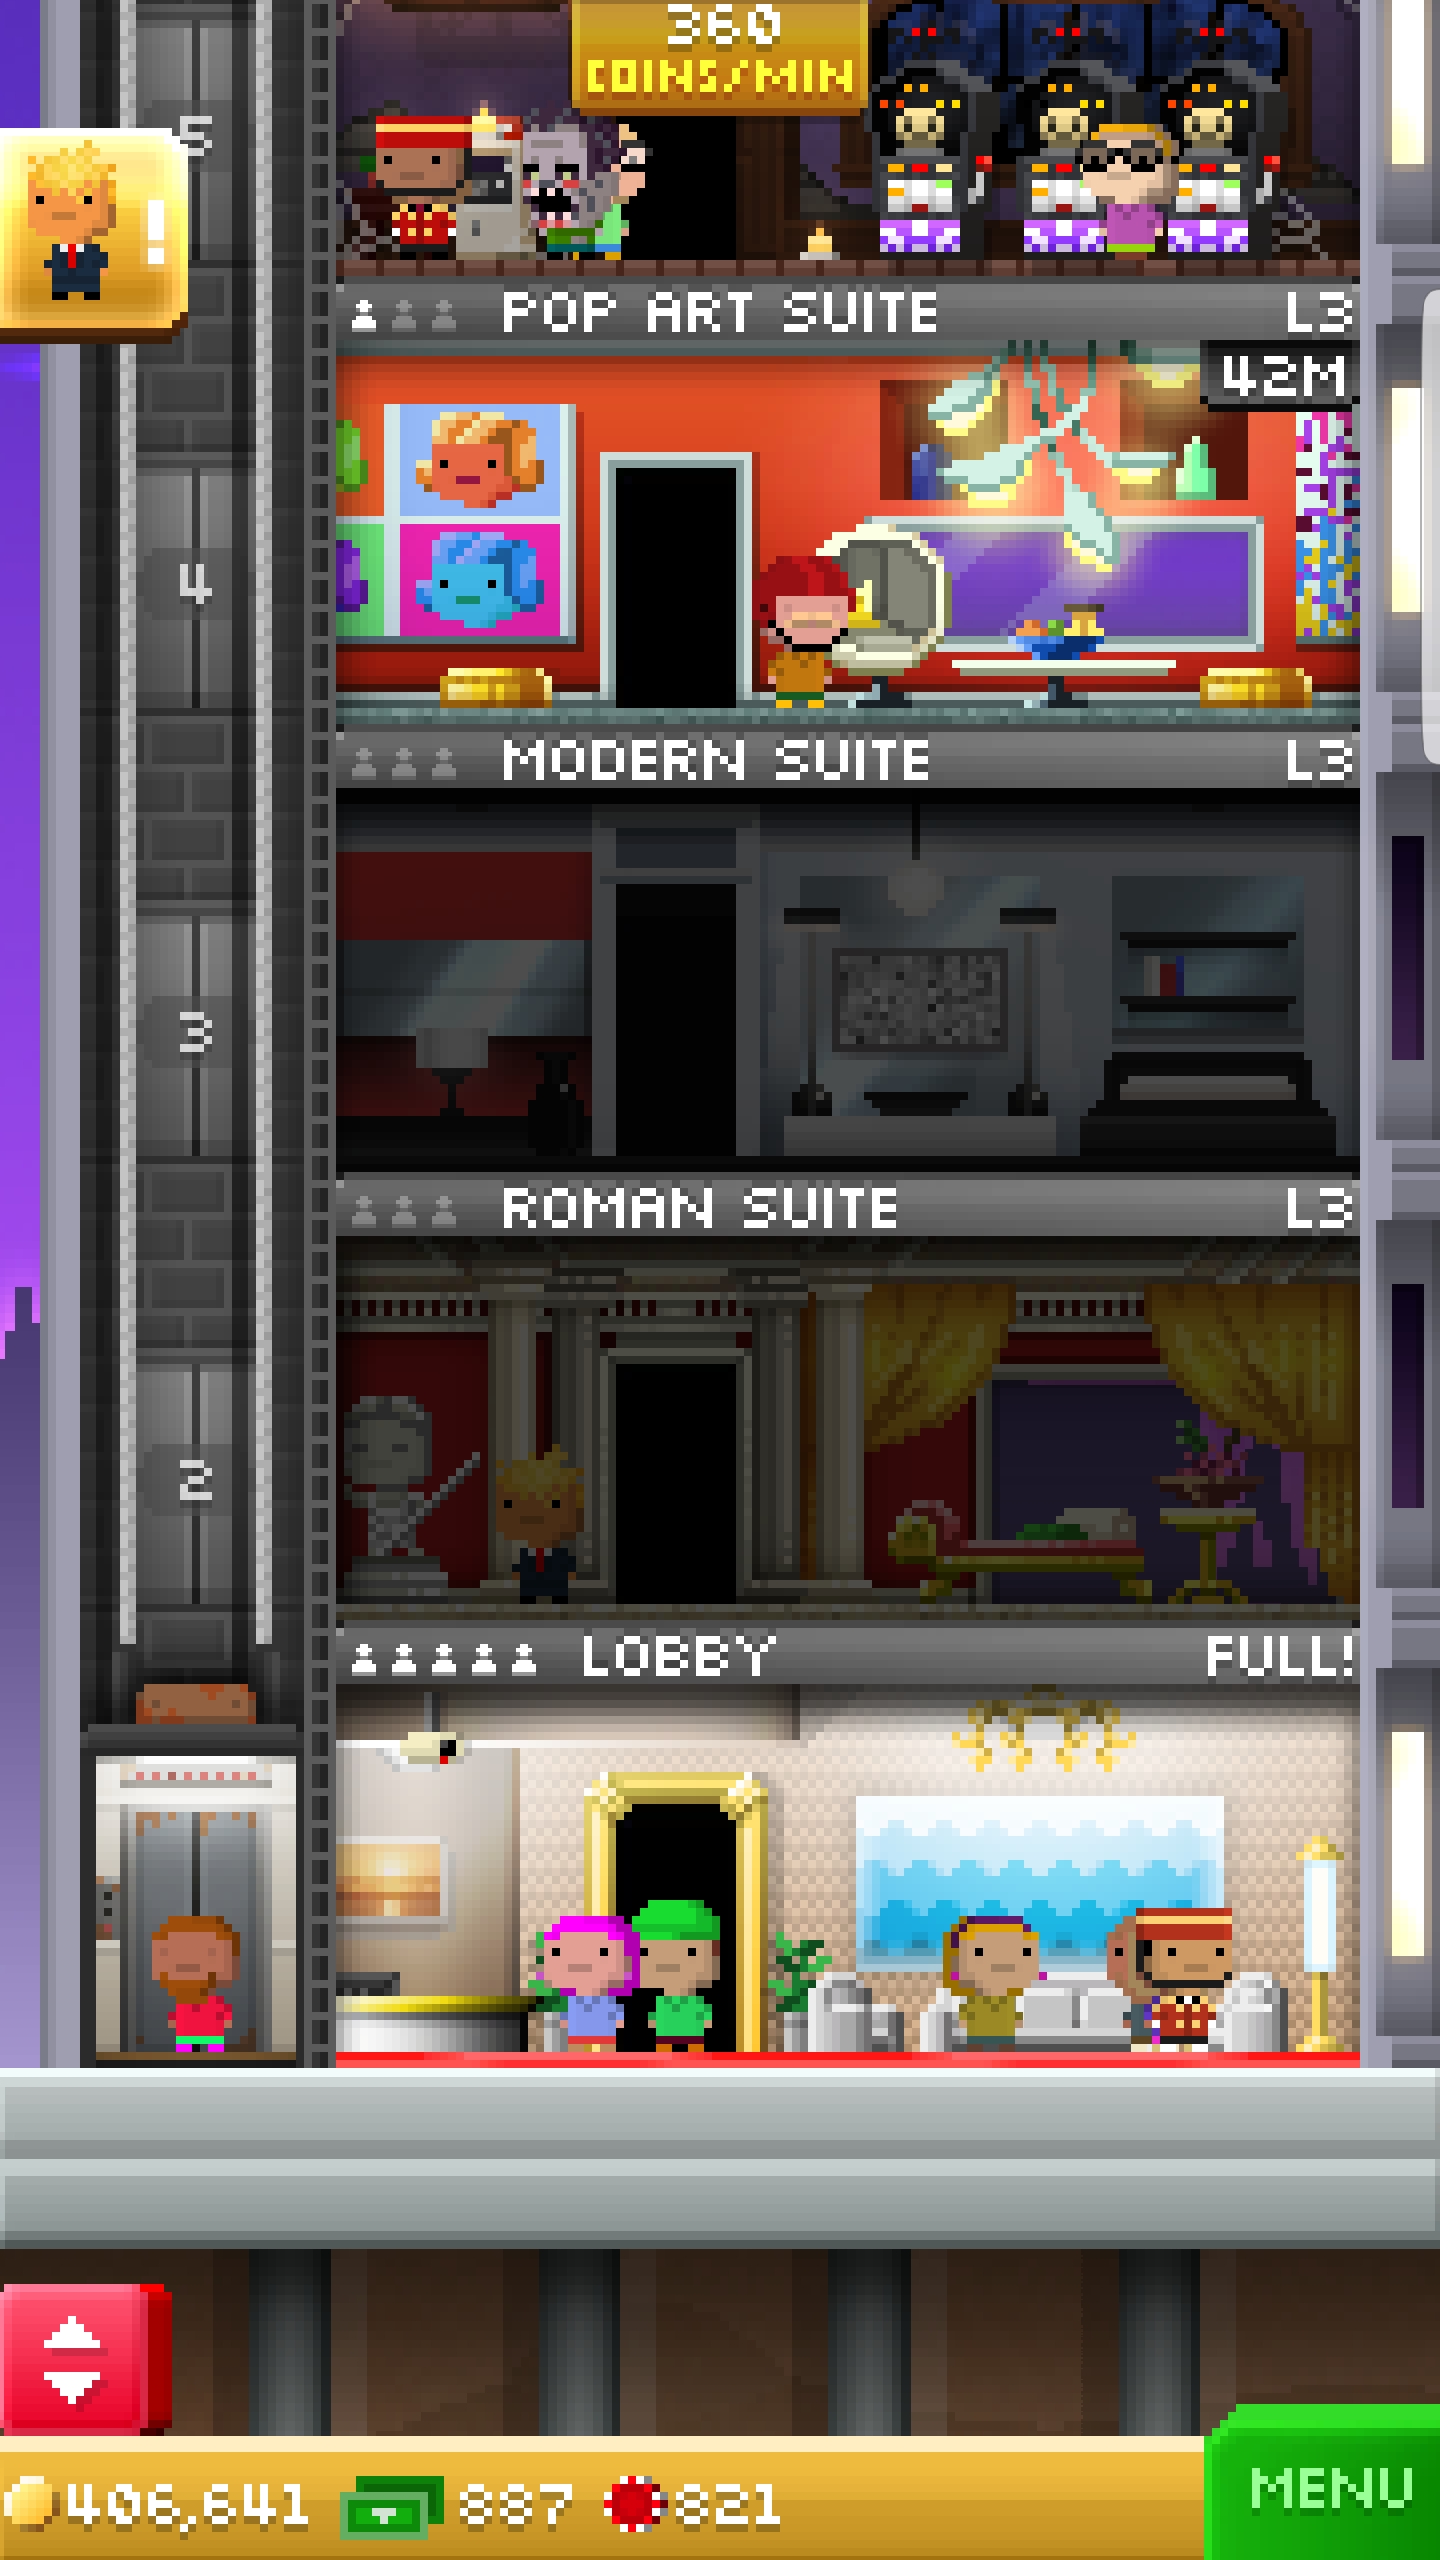 360
COINS/MIN
5
!
POP ART SUITE L3
42M
4
MODERN SUITE L3
3
ROMAN SUITE L3
2
LOBBY FULL!
406,641 887 821
MENU